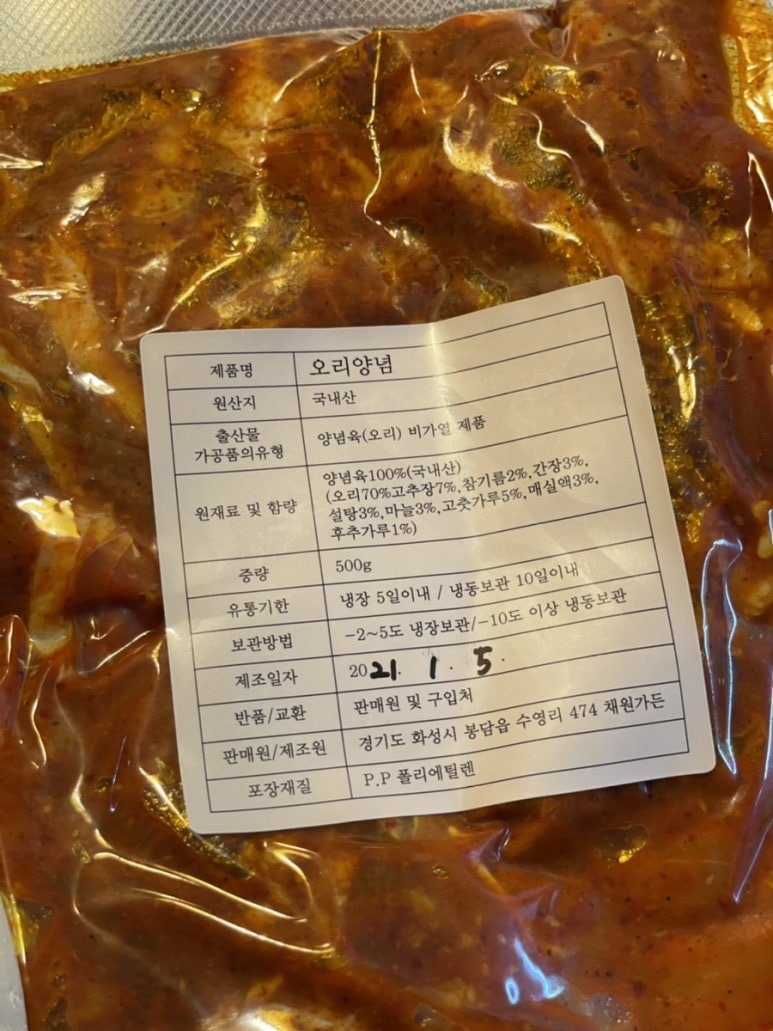 제품명 오리양념
원산지 국내산
출산물
가공품의유형 양념육(오리) 비가열 제품
원재료 및 함량 양념육100%(국내산)
(오리70%고추장7%,참기름2%,간장3%,
설탕3%,마늘3%,고춧가루5%,매실액3%,
후추가루1%)
중량 500g
유통기한 냉장 5일이내 / 냉동보관 10일이내
보관방법 -2~5도 냉장보관/-10도 이상 냉동보관
제조일자 2021. 1. 5.
반품/교환 판매원 및 구입처
판매원/제조원 경기도 화성시 봉담읍 수영리 474 채원가든
포장재질 P.P 폴리에틸렌